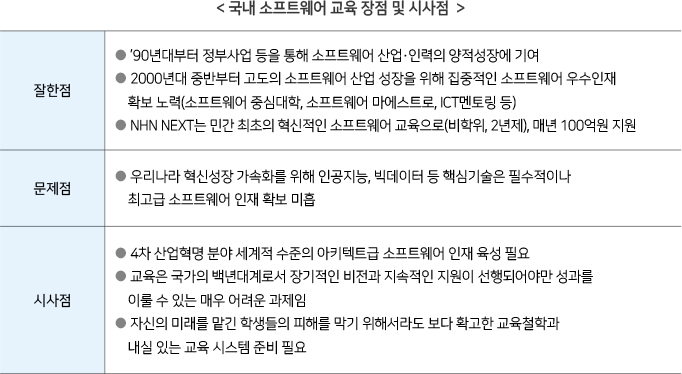 < 국내 소프트웨어 교육 장점 및 시사점 >
잘한점
● ’90년대부터 정부사업 등을 통해 소프트웨어 산업·인력의 양적성장에 기여
● 2000년대 중반부터 고도의 소프트웨어 산업 성장을 위해 집중적인 소프트웨어 우수인재
확보 노력(소프트웨어 중심대학, 소프트웨어 마에스트로, ICT멘토링 등)
● NHN NEXT는 민간 최초의 혁신적인 소프트웨어 교육으로(비학위, 2년제), 매년 100억원 지원
문제점
● 우리나라 혁신성장 가속화를 위해 인공지능, 빅데이터 등 핵심기술은 필수적이나
최고급 소프트웨어 인재 확보 미흡
시사점
● 4차 산업혁명 분야 세계적 수준의 아키텍트급 소프트웨어 인재 육성 필요
● 교육은 국가의 백년대계로서 장기적인 비전과 지속적인 지원이 선행되어야만 성과를
이룰 수 있는 매우 어려운 과제임
● 자신의 미래를 맡긴 학생들의 피해를 막기 위해서라도 보다 확고한 교육철학과
내실 있는 교육 시스템 준비 필요